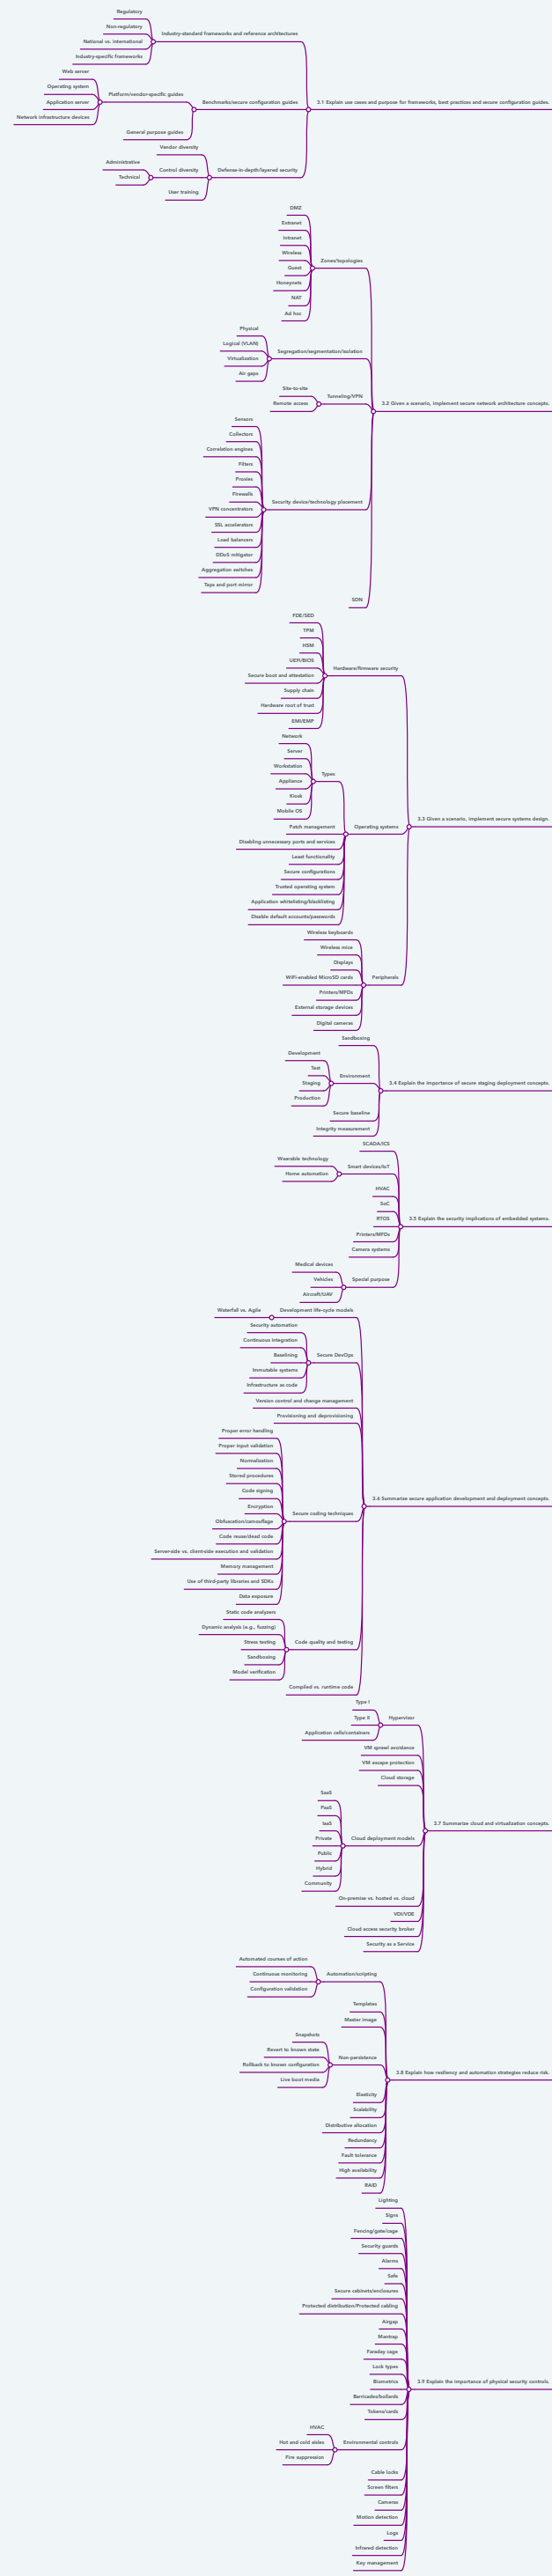 Regulatory
Non-regulatory
National vs. international
Industry-specific frameworks
Industry-standard frameworks and reference architectures
Web server
Operating system
Application server
Network infrastructure devices
Platform/vendor-specific guides
General purpose guides
Benchmarks/secure configuration guides
Vendor diversity
Administrative
Technical
Control diversity
User training
Defense-in-depth/layered security
3.1 Explain use cases and purpose for frameworks, best practices and secure configuration guides.
DMZ
Extranet
Intranet
Wireless
Guest
Honeynets
NAT
Ad hoc
Zones/topologies
Physical
Logical (VLAN)
Virtualization
Air gaps
Segregation/segmentation/isolation
Site-to-site
Remote access
Tunneling/VPN
Sensors
Collectors
Correlation engines
Filters
Proxies
Firewalls
VPN concentrators
SSL accelerators
Load balancers
DDoS mitigator
Aggregation switches
Taps and port mirror
Security device/technology placement
SDN
3.2 Given a scenario, implement secure network architecture concepts.
FDE/SED
TPM
HSM
UEFI/BIOS
Secure boot and attestation
Supply chain
Hardware root of trust
EMI/EMP
Hardware/firmware security
Network
Server
Workstation
Appliance
Kiosk
Mobile OS
Types
Patch management
Disabling unnecessary ports and services
Least functionality
Secure configurations
Trusted operating system
Application whitelisting/blacklisting
Disable default accounts/passwords
Operating systems
Wireless keyboards
Wireless mice
Displays
WiFi-enabled MicroSD cards
Printers/MFDs
External storage devices
Digital cameras
Peripherals
3.3 Given a scenario, implement secure systems design.
Sandboxing
Development
Test
Staging
Production
Environment
Secure baseline
Integrity measurement
3.4 Explain the importance of secure staging deployment concepts.
SCADA/ICS
Wearable technology
Home automation
Smart devices/IoT
HVAC
SoC
RTOS
Printers/MFDs
Camera systems
Medical devices
Vehicles
Aircraft/UAV
Special purpose
3.5 Explain the security implications of embedded systems.
Waterfall vs. Agile
Development life-cycle models
Security automation
Continuous integration
Baselining
Immutable systems
Infrastructure as code
Secure DevOps
Version control and change management
Provisioning and deprovisioning
Proper error handling
Proper input validation
Normalization
Stored procedures
Code signing
Encryption
Obfuscation/camouflage
Code reuse/dead code
Server-side vs. client-side execution and validation
Memory management
Use of third-party libraries and SDKs
Data exposure
Secure coding techniques
Static code analyzers
Dynamic analysis (e.g., fuzzing)
Stress testing
Sandboxing
Model verification
Code quality and testing
Compiled vs. runtime code
3.6 Summarize secure application development and deployment concepts.
Type I
Type II
Application cells/containers
Hypervisor
VM sprawl avoidance
VM escape protection
Cloud storage
SaaS
PaaS
IaaS
Private
Public
Hybrid
Community
Cloud deployment models
On-premise vs. hosted vs. cloud
VDI/VDE
Cloud access security broker
Security as a Service
3.7 Summarize cloud and virtualization concepts.
Automated courses of action
Continuous monitoring
Configuration validation
Automation/scripting
Templates
Master image
Snapshots
Revert to known state
Rollback to known configuration
Live boot media
Non-persistence
Elasticity
Scalability
Distributive allocation
Redundancy
Fault tolerance
High availability
RAID
3.8 Explain how resiliency and automation strategies reduce risk.
Lighting
Signs
Fencing/gate/cage
Security guards
Alarms
Safe
Secure cabinets/enclosures
Protected distribution/Protected cabling
Airgap
Mantrap
Faraday cage
Lock types
Biometrics
Barricades/bollards
Tokens/cards
HVAC
Hot and cold aisles
Fire suppression
Environmental controls
Cable locks
Screen filters
Cameras
Motion detection
Logs
Infrared detection
Key management
3.9 Explain the importance of physical security controls.